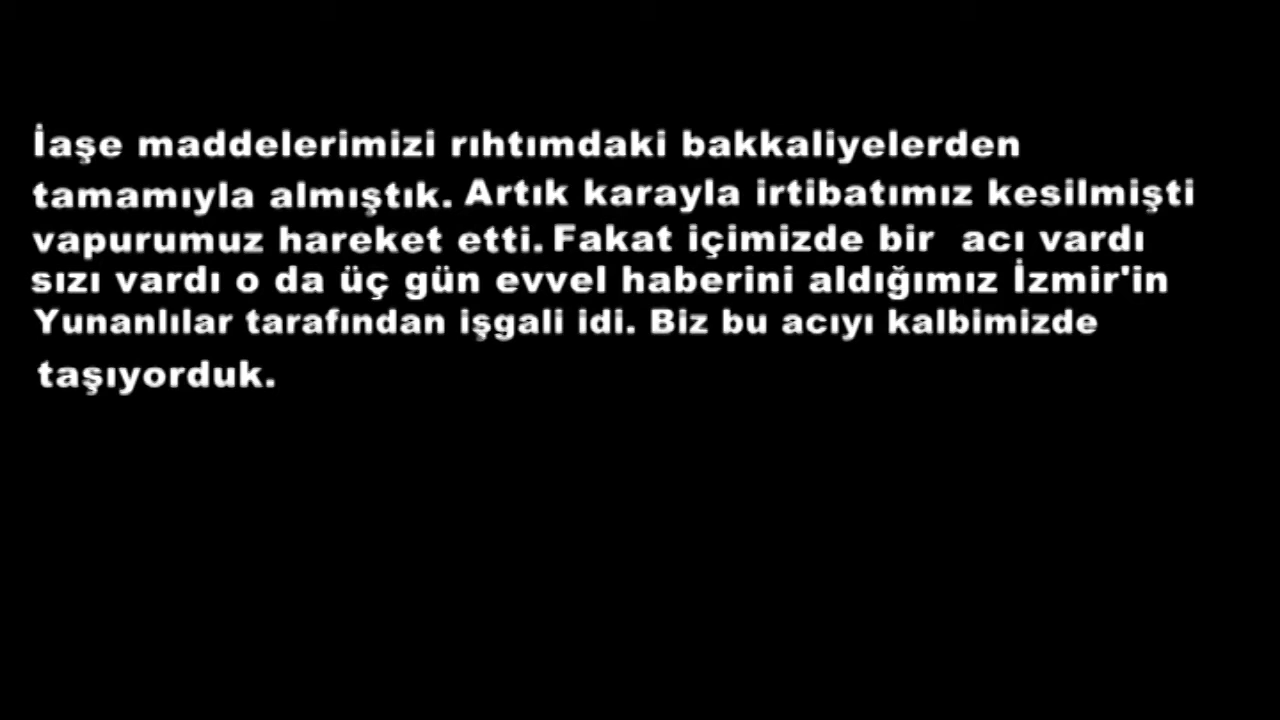 İaşe maddelerimizi rıhtımdaki bakkaliyelerden
tamamıyla almıştık. Artık karayla irtibatımız kesilmişti
vapurumuz hareket etti. Fakat içimizde bir acı vardı
sızı vardı o da üç gün evvel haberini aldığımız İzmir'in
Yunanlılar tarafından işgali idi. Biz bu acıyı kalbimizde
taşıyorduk.